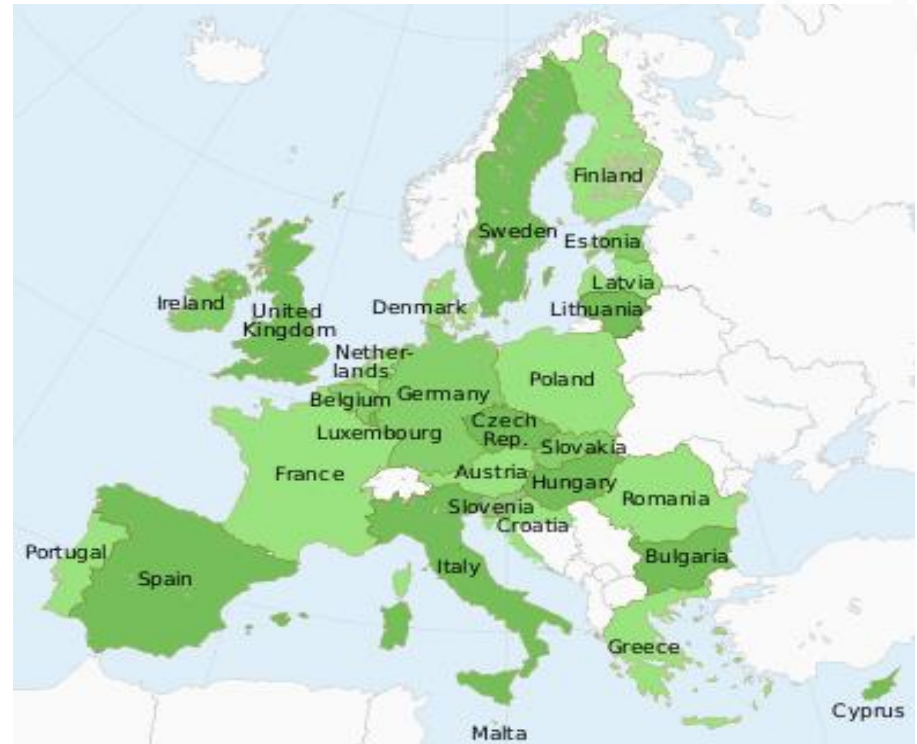 Finland
Sweden
Estonia
Latvia
Lithuania
Ireland
United
Kingdom
Denmark
Nether-
lands
Belgium
Germany
Poland
Luxembourg
Czech
Rep.
Slovakia
France
Austria
Hungary
Romania
Slovenia
Croatia
Portugal
Spain
Italy
Bulgaria
Greece
Cyprus
Malta